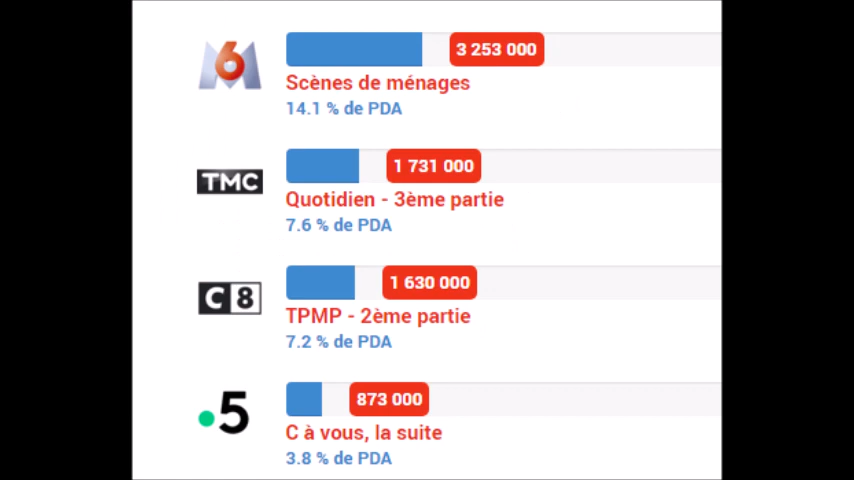 M6
3 253 000
Scènes de ménages
14.1 % de PDA
TMC
1 731 000
Quotidien - 3ème partie
7.6 % de PDA
C8
1 630 000
TPMP - 2ème partie
7.2 % de PDA
5
873 000
C à vous, la suite
3.8 % de PDA